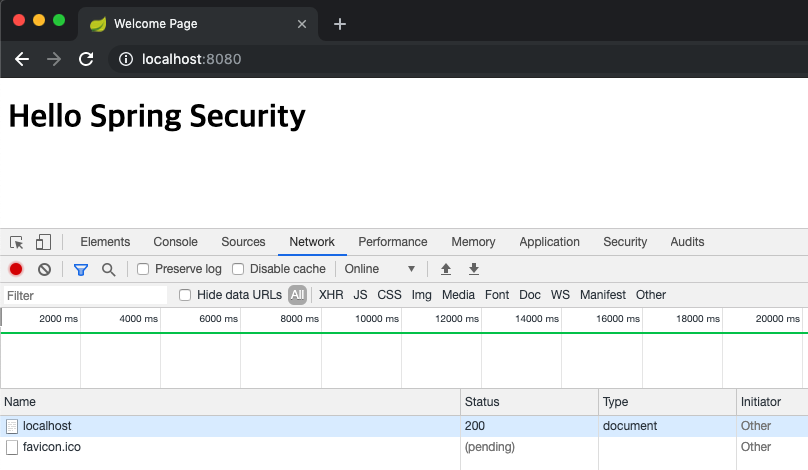 Welcome Page
localhost:8080
Hello Spring Security
Elements Console Sources Network Performance Memory Application Security Audits
Preserve log Disable cache Online
Filter Hide data URLs All XHR JS CSS Img Media Font Doc WS Manifest Other
2000 ms 4000 ms 6000 ms 8000 ms 10000 ms 12000 ms 14000 ms 16000 ms 18000 ms 20000 ms
Name Status Type Initiator
localhost 200 document Other
favicon.ico (pending) Other